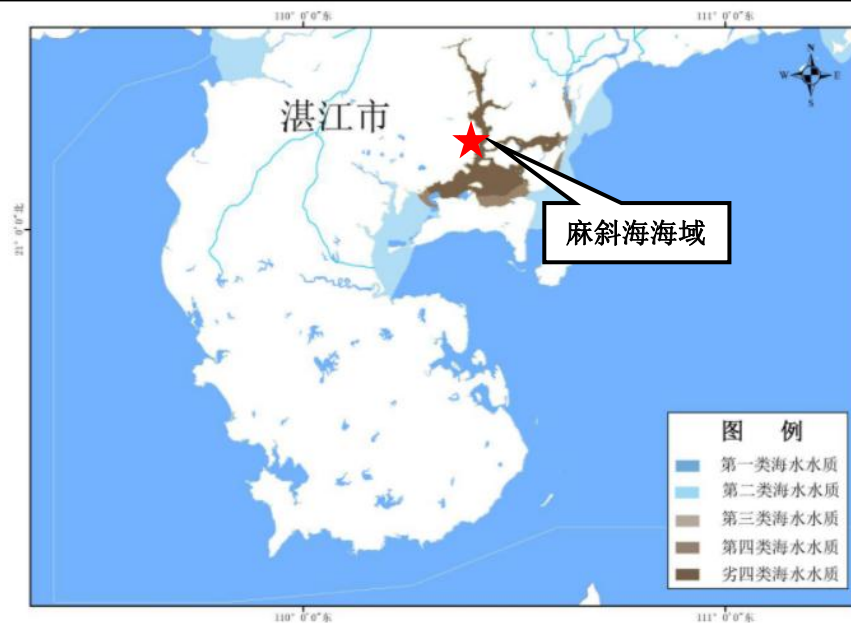 110° 0′0″东
111° 0′0″东
N
W
E
S
湛江市
麻斜海海域
21° 0′0″北
图 例
第一类海水水质
第二类海水水质
第三类海水水质
第四类海水水质
劣四类海水水质
110° 0′0″东
111° 0′0″东